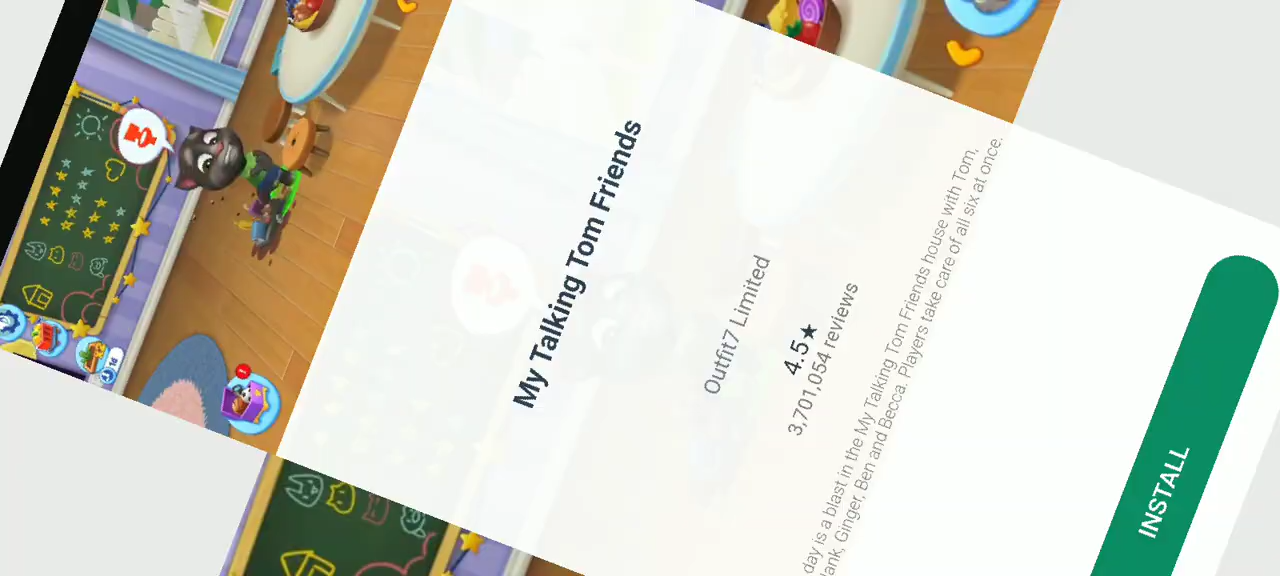 My Talking Tom Friends
Outfit7 Limited
4.5★
3,701,054 reviews
day is a blast in the My Talking Tom Friends house with Tom,
Ginger, Ben and Becca. Players take care of all six at once.
INSTALL